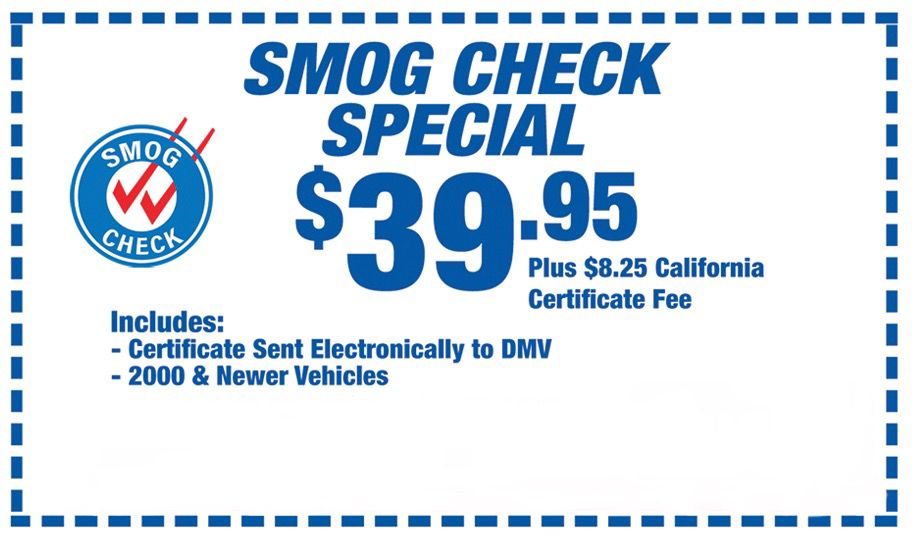 SMOG CHECK
SPECIAL
SMOG
CHECK
$39.95
Plus $8.25 California
Certificate Fee
Includes:
- Certificate Sent Electronically to DMV
- 2000 & Newer Vehicles